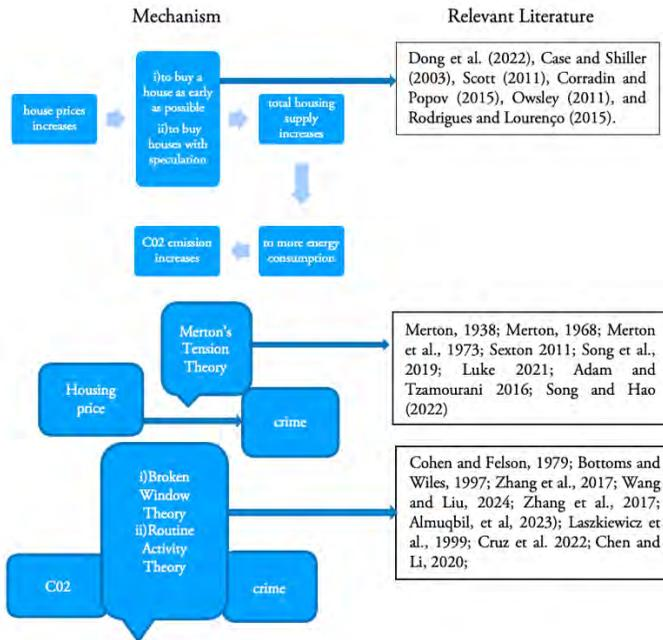 Mechanism
Relevant Literature
house prices
increases
i)to buy a
house as early
as possible
ii)to buy
houses with
speculation
total housing
supply
increases
Dong et al. (2022), Case and Shiller
(2003), Scott (2011), Corradin and
Popov (2015), Owsley (2011), and
Rodrigues and Lourenço (2015).
C02 emission
increases
to more energy
consumption
Merton's
Tension
Theory
Housing
price
crime
Merton, 1938; Merton, 1968; Merton
et al., 1973; Sexton 2011; Song et al.,
2019; Luke 2021; Adam and
Tzamourani 2016; Song and Hao
(2022)
i)Broken
Window
Theory
ii)Routine
Activity
Theory
C02
crime
Cohen and Felson, 1979; Bottoms and
Wiles, 1997; Zhang et al., 2017; Wang
and Liu, 2024; Zhang et al., 2017;
Almuqbil, et al, 2023); Laszkiewicz et
al., 1999; Cruz et al. 2022; Chen and
Li, 2020;